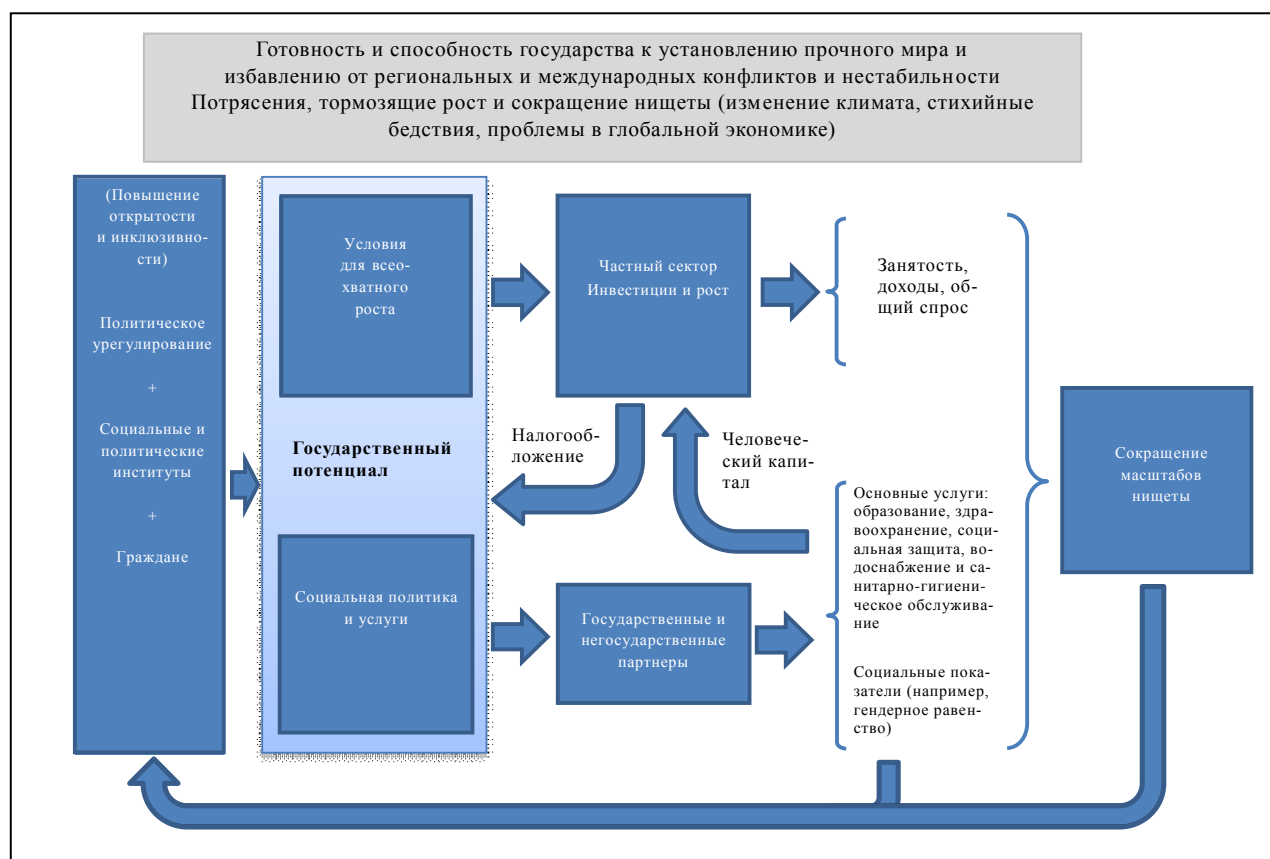 Готовность и способность государства к установлению прочного мира и
избавлению от региональных и международных конфликтов и нестабильности
Потрясения, тормозящие рост и сокращение нищеты (изменение климата, стихийные
бедствия, проблемы в глобальной экономике)
(Повышение
открытости
и инклюзивно-
сти)
Политическое
урегулирование
+
Социальные и
политические
институты
+
Граждане
Условия
для всео-
хватного
роста
Государственный
потенциал
Социальная политика
и услуги
Частный сектор
Инвестиции и рост
Налогооб-
ложение
Человече-
ский капи-
тал
Государственные и
негосударственные
партнеры
Занятость,
доходы, об-
щий спрос
Основные услуги:
образование, здра-
воохранение, соци-
альная защита, во-
доснабжение и са-
нитарно-гигиени-
ческое обслужива-
ние
Социальные пока-
затели (например,
гендерное равен-
ство)
Сокращение
масштабов
нищеты